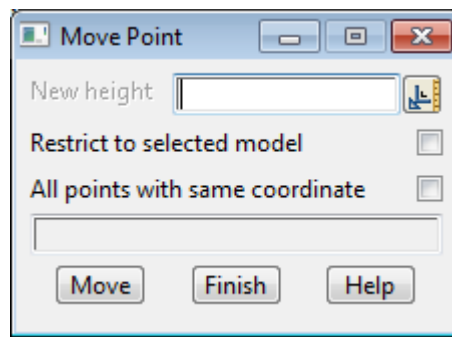 Move Point
New height
Restrict to selected model
All points with same coordinate
Move Finish Help